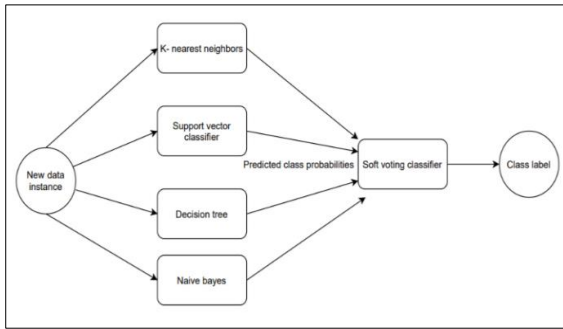 K- nearest neighbors
Support vector
classifier
New data
instance
Predicted class probabilities
Soft voting classifier
Class label
Decision tree
Naive bayes